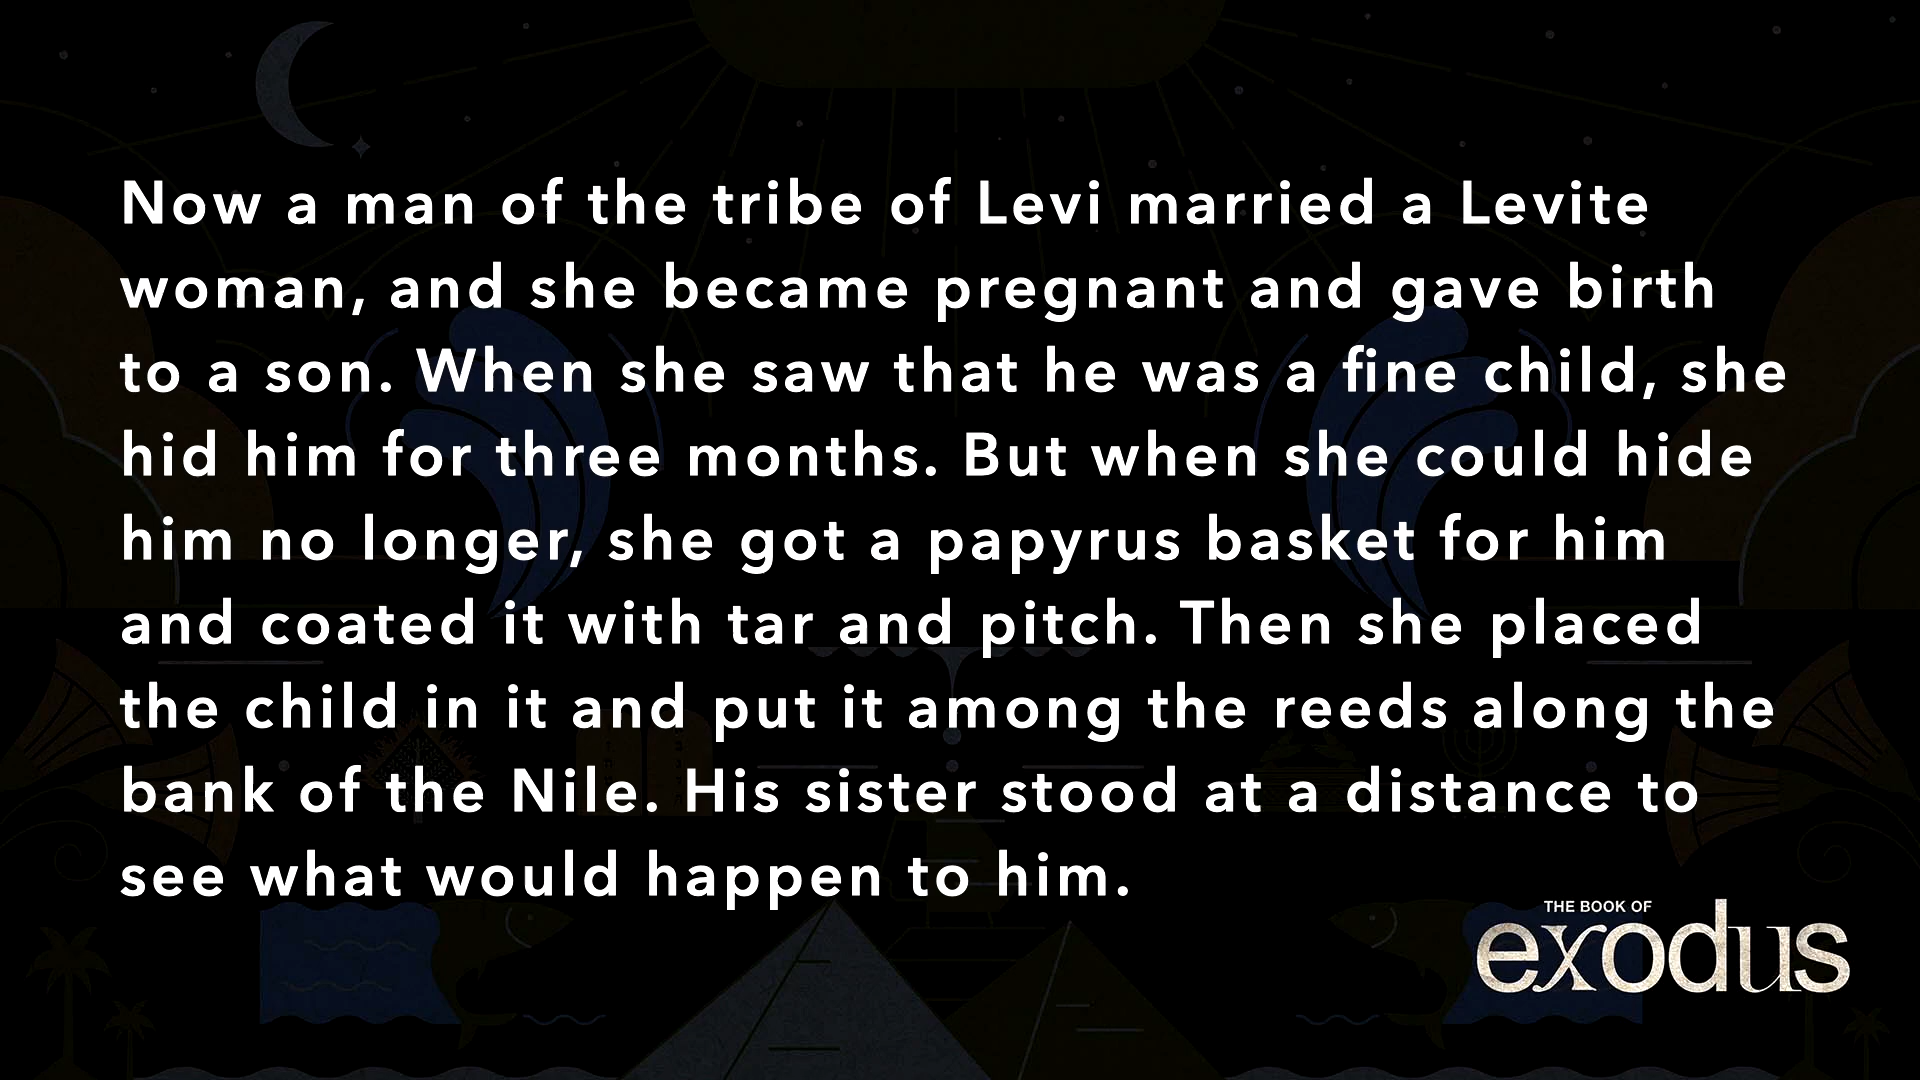 Now a man of the tribe of Levi married a Levite
woman, and she became pregnant and gave birth
to a son. When she saw that he was a fine child, she
hid him for three months. But when she could hide
him no longer, she got a papyrus basket for him
and coated it with tar and pitch. Then she placed
the child in it and put it among the reeds along the
bank of the Nile. His sister stood at a distance to
see what would happen to him.
THE BOOK OF
exodus